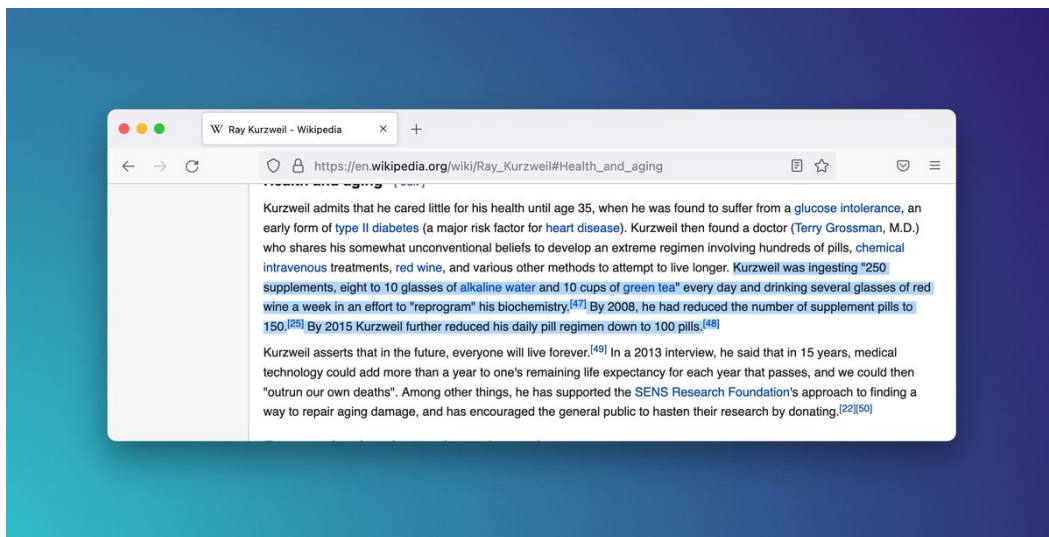 Ray Kurzweil - Wikipedia
https://en.wikipedia.org/wiki/Ray_Kurzweil#Health_and_aging
Health and aging [edit]
Kurzweil admits that he cared little for his health until age 35, when he was found to suffer from a glucose intolerance, an
early form of type II diabetes (a major risk factor for heart disease). Kurzweil then found a doctor (Terry Grossman, M.D.)
who shares his somewhat unconventional beliefs to develop an extreme regimen involving hundreds of pills, chemical
intravenous treatments, red wine, and various other methods to attempt to live longer. Kurzweil was ingesting "250
supplements, eight to 10 glasses of alkaline water and 10 cups of green tea" every day and drinking several glasses of red
wine a week in an effort to "reprogram" his biochemistry.[47] By 2008, he had reduced the number of supplement pills to
150.[25] By 2015 Kurzweil further reduced his daily pill regimen down to 100 pills.[48]
Kurzweil asserts that in the future, everyone will live forever.[49] In a 2013 interview, he said that in 15 years, medical
technology could add more than a year to one's remaining life expectancy for each year that passes, and we could then
"outrun our own deaths". Among other things, he has supported the SENS Research Foundation's approach to finding a
way to repair aging damage, and has encouraged the general public to hasten their research by donating.[22][50]